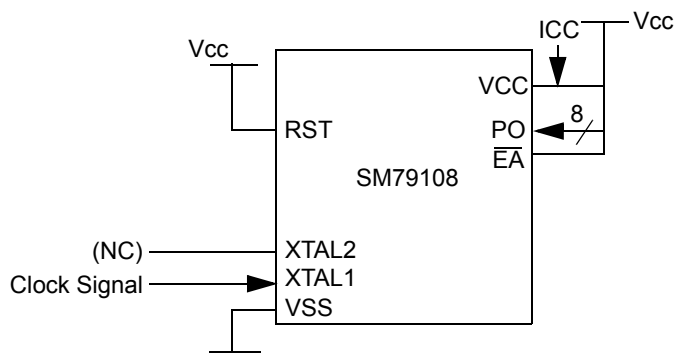 ICC
Vcc
Vcc
VCC
8
RST
PO
EA
SM79108
(NC)
XTAL2
Clock Signal
XTAL1
VSS